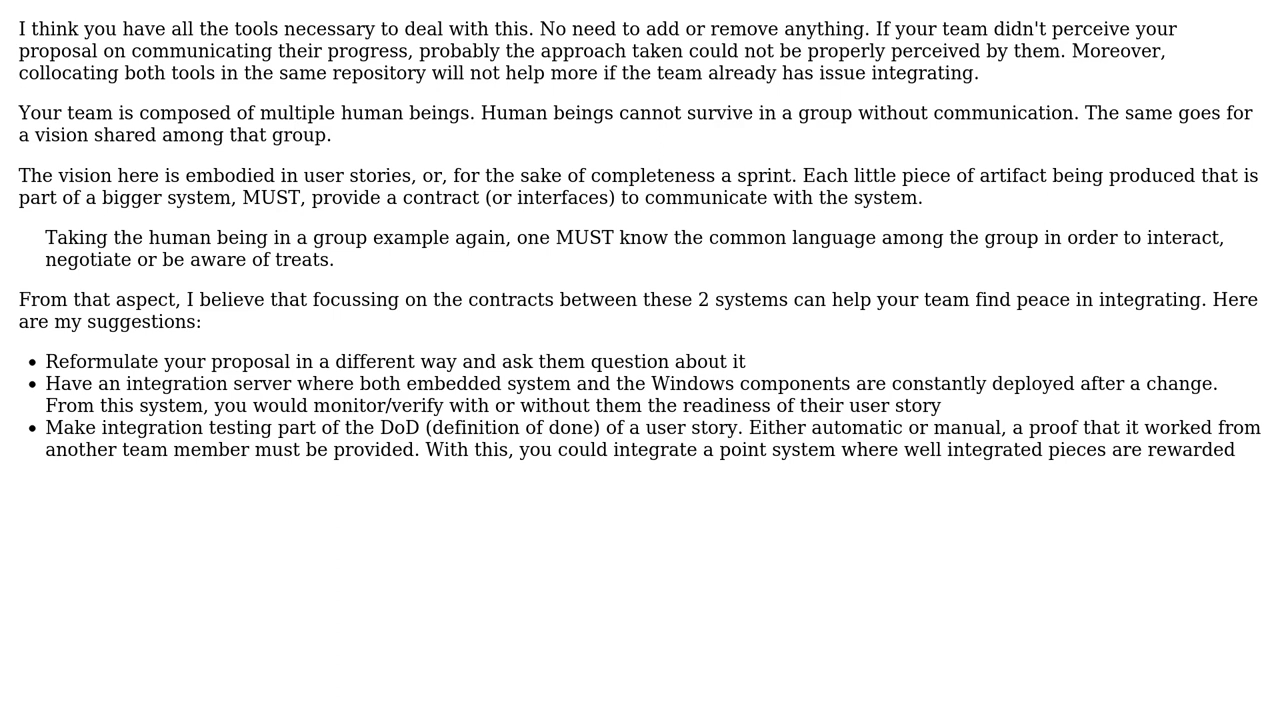 I think you have all the tools necessary to deal with this. No need to add or remove anything. If your team didn't perceive your
proposal on communicating their progress, probably the approach taken could not be properly perceived by them. Moreover,
collocating both tools in the same repository will not help more if the team already has issue integrating.
Your team is composed of multiple human beings. Human beings cannot survive in a group without communication. The same goes for
a vision shared among that group.
The vision here is embodied in user stories, or, for the sake of completeness a sprint. Each little piece of artifact being produced that is
part of a bigger system, MUST, provide a contract (or interfaces) to communicate with the system.
Taking the human being in a group example again, one MUST know the common language among the group in order to interact,
negotiate or be aware of treats.
From that aspect, I believe that focussing on the contracts between these 2 systems can help your team find peace in integrating. Here
are my suggestions:
• Reformulate your proposal in a different way and ask them question about it
• Have an integration server where both embedded system and the Windows components are constantly deployed after a change.
From this system, you would monitor/verify with or without them the readiness of their user story
• Make integration testing part of the DoD (definition of done) of a user story. Either automatic or manual, a proof that it worked from
another team member must be provided. With this, you could integrate a point system where well integrated pieces are rewarded